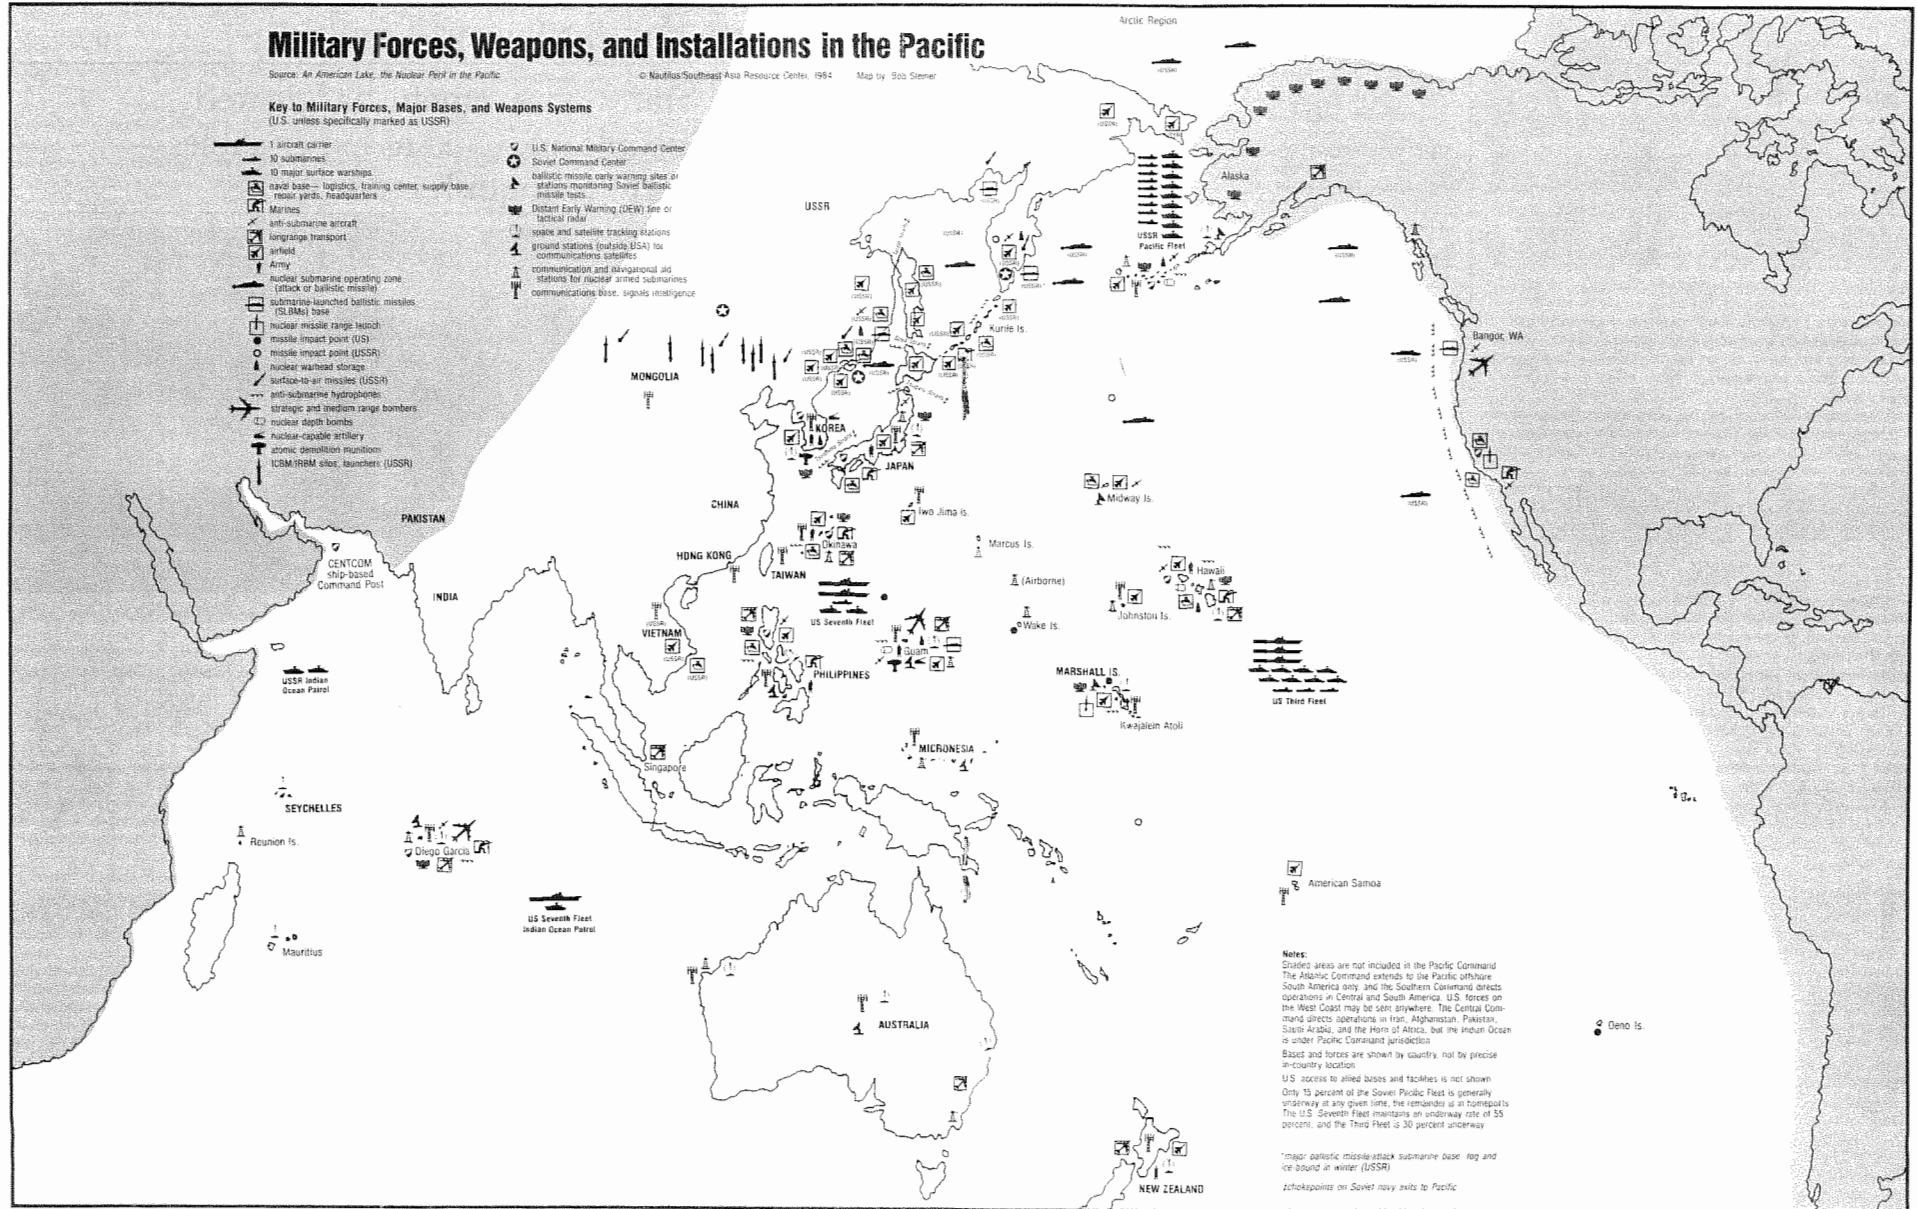 Arctic Region
Military Forces, Weapons, and Installations in the Pacific
Source: An American Lake, the Nuclear Peril in the Pacific
© Nautilus/Southeast Asia Resource Center, 1984
Map by Bob Steiner
Key to Military Forces, Major Bases, and Weapons Systems
(U.S. unless specifically marked as USSR)
1 aircraft carrier
10 submarines
10 major surface warships
naval base— logistics, training center, supply base,
repair yards, headquarters
Marines
anti-submarine aircraft
longrange transport
airfield
Army
nuclear submarine operating zone
(attack or ballistic missile)
submarine-launched ballistic missiles
(SLBMs) base
nuclear missile range launch
missile impact point (US)
missile impact point (USSR)
nuclear warhead storage
surface-to-air missiles (USSR)
anti-submarine hydrophones
strategic and medium range bombers
nuclear depth bombs
nuclear-capable artillery
atomic demolition munitions
ICBM/IRBM sites, launchers (USSR)
U.S. National Military Command Center
Soviet Command Center
ballistic missile early warning sites or
stations monitoring Soviet ballistic
missile tests
Distant Early Warning (DEW) line or
tactical radar
space and satellite tracking stations
ground stations (outside USA) for
communications satellites
communication and navigational aid
stations for nuclear armed submarines
communications base, signals intelligence
USSR
Alaska
USSR
Pacific Fleet
Kurile Is.
Bangor, WA
MONGOLIA
KOREA
JAPAN
Midway Is.
CHINA
Iwo Jima Is.
PAKISTAN
Okinawa
Marcus Is.
HONG KONG
TAIWAN
CENTCOM
ship-based
Command Post
INDIA
(Airborne)
Hawaii
Johnston Is.
US Seventh Fleet
Wake Is.
VIETNAM
(USSR)
Guam
PHILIPPINES
MARSHALL IS.
Kwajalein Atoll
US Third Fleet
USSR Indian
Ocean Patrol
MICRONESIA
Singapore
SEYCHELLES
Reunion Is.
Diego Garcia
American Samoa
US Seventh Fleet
Indian Ocean Patrol
Mauritius
AUSTRALIA
Oeno Is.
NEW ZEALAND
Notes:
Shaded areas are not included in the Pacific Command
The Atlantic Command extends to the Pacific offshore
South America only, and the Southern Command directs
operations in Central and South America. U.S. forces on
the West Coast may be sent anywhere. The Central Com-
mand directs operations in Iran, Afghanistan, Pakistan,
Saudi Arabia, and the Horn of Africa, but the Indian Ocean
is under Pacific Command jurisdiction
Bases and forces are shown by country, not by precise
in-country location
U.S. access to allied bases and facilities is not shown
Only 15 percent of the Soviet Pacific Fleet is generally
underway at any given time, the remainder is in homeports
The U.S. Seventh Fleet maintains an underway rate of 55
percent, and the Third Fleet is 30 percent underway
*major ballistic missile/attack submarine base fog and
ice-bound in winter (USSR)
‡chokepoints on Soviet navy exits to Pacific